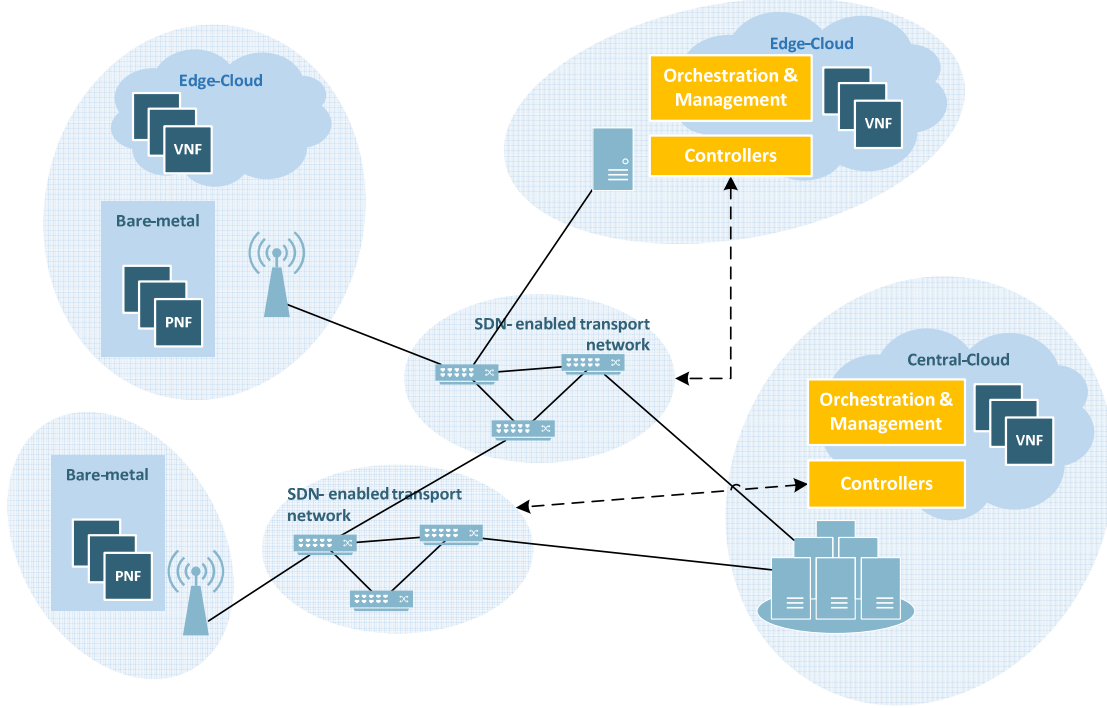 Edge-Cloud
VNF
Bare-metal
PNF
Edge-Cloud
Orchestration &
Management
VNF
Controllers
SDN- enabled transport
network
Central-Cloud
Orchestration &
Management
VNF
Controllers
Bare-metal
PNF
SDN- enabled transport
network